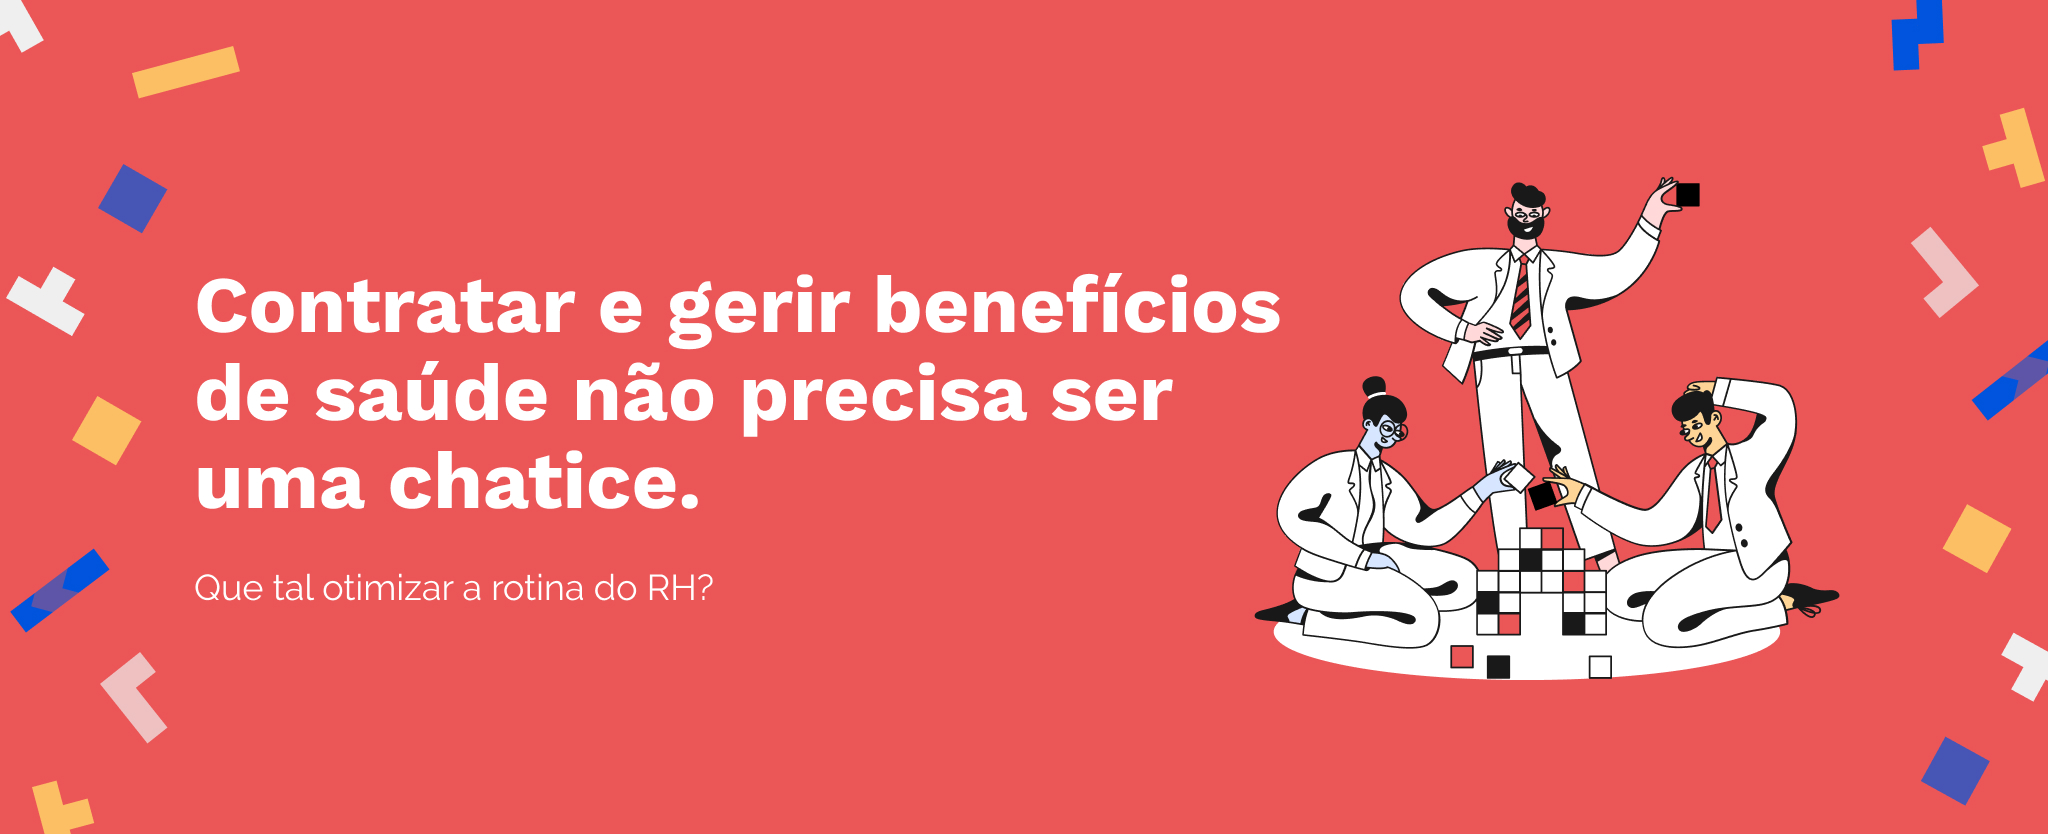 Contratar e gerir benefícios
de saúde não precisa ser
uma chatice.
Que tal otimizar a rotina do RH?